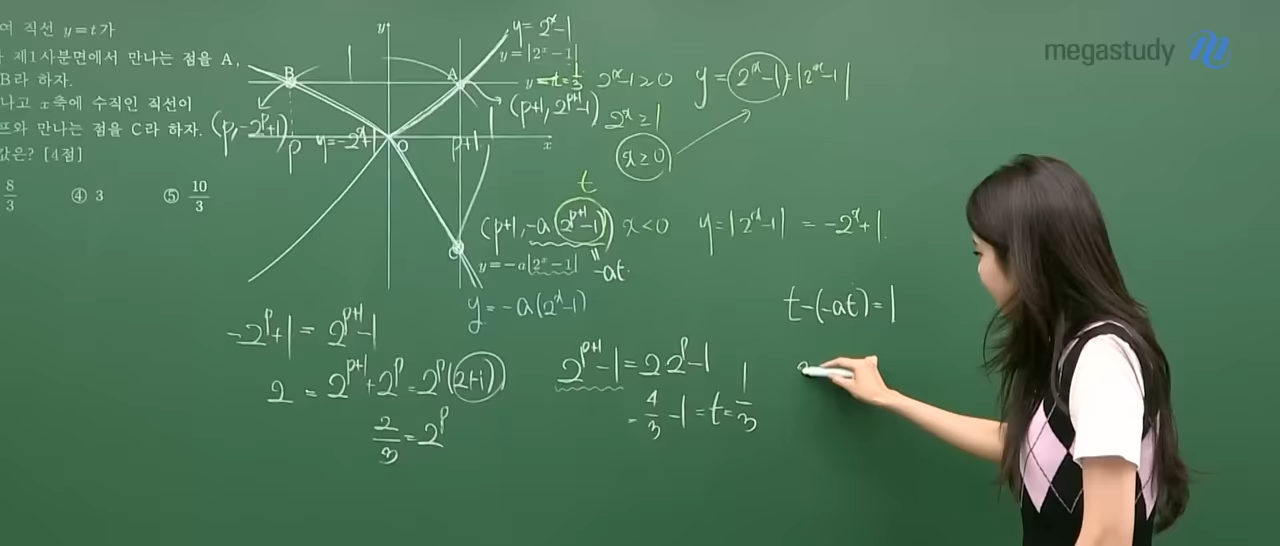 여 직선 y=t가
제1사분면에서 만나는 점을 A,
B라 하자.
나고 x축에 수직인 직선이
프와 만나는 점을 C라 하자.
값은? [4점]
8/3 ④ 3 ⑤ 10/3
y
y=2^x-1
y=|2^x-1|
y=t=1/3
B
A
1
(p+1, 2^{p+1}-1)
(p, -2^p+1)
p
y=-2^x+1
O
p+1
1
x
t
(p+1, -a(2^{p+1}-1))
C
y=-a|2^x-1|
=-at
y=-a(2^x-1)
2^x-1≥0
2^x≥1
x≥0
y=2^x-1=|2^x-1|
x<0 y=|2^x-1| =-2^x+1.
-2^p+1=2^{p+1}-1
2=2^{p+1}+2^p=2^p(2+1)
2/3=2^p
2^{p+1}-1=2·2^p-1
=4/3-1=t=1/3
t-(-at)=1
megastudy